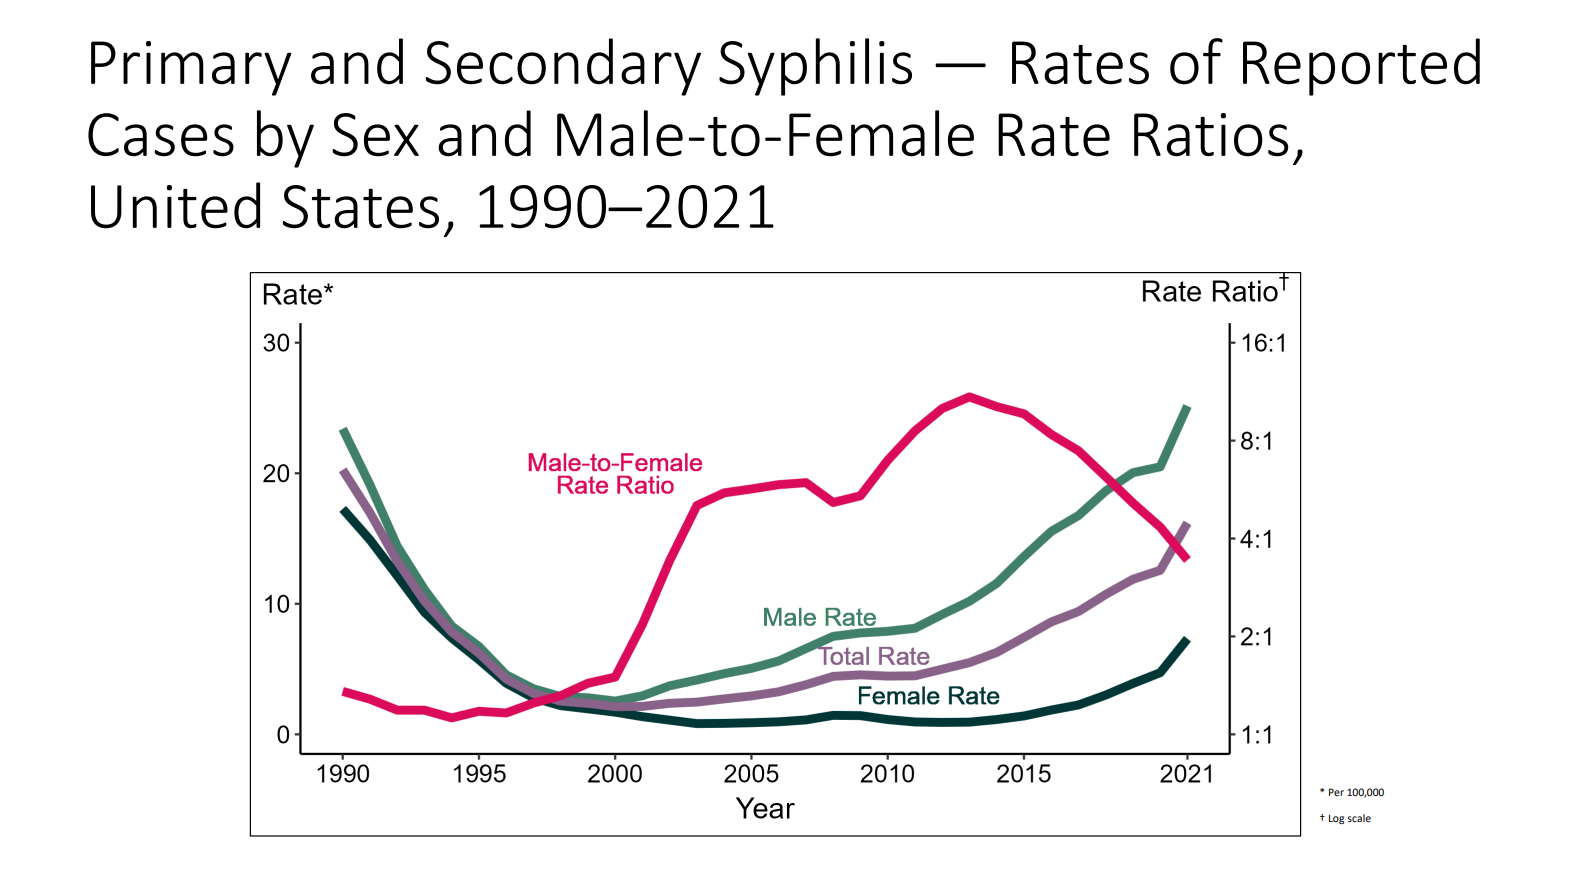 Primary and Secondary Syphilis — Rates of Reported
Cases by Sex and Male-to-Female Rate Ratios,
United States, 1990–2021
Rate*
Rate Ratio†
30
20
10
0
16:1
8:1
4:1
2:1
1:1
Male-to-Female
Rate Ratio
Male Rate
Total Rate
Female Rate
1990 1995 2000 2005 2010 2015 2021
Year
* Per 100,000
† Log scale